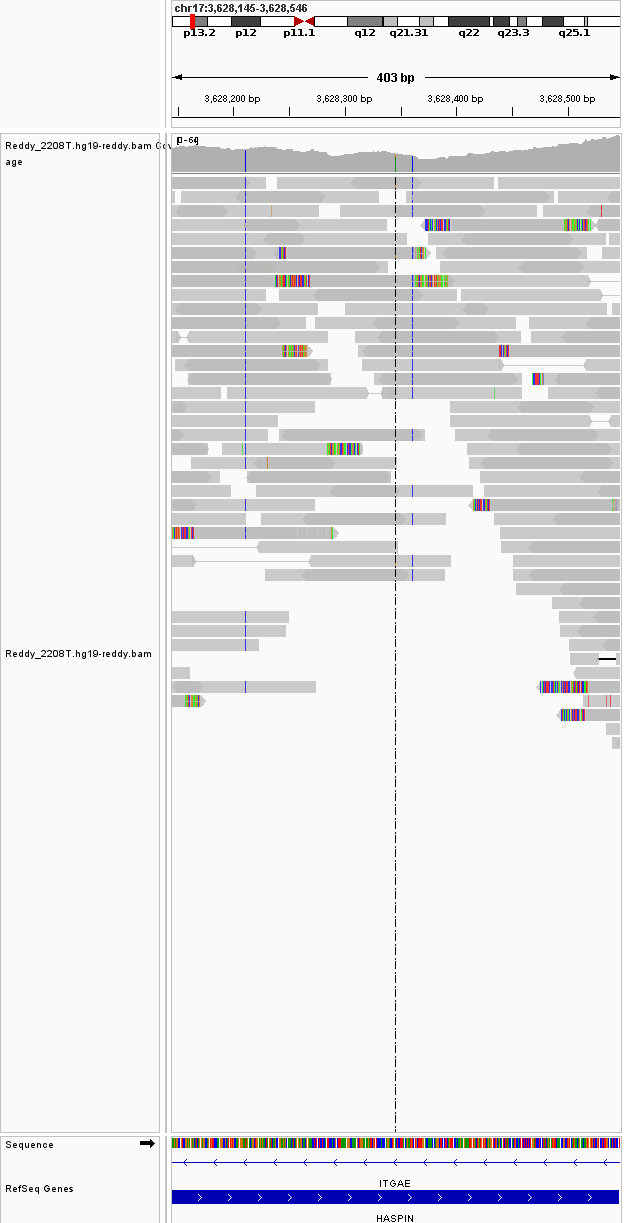 chr17:3,628,145-3,628,546
p13.2 p12 p11.1 q12 q21.31 q22 q23.3 q25.1
403 bp
3,628,200 bp 3,628,300 bp 3,628,400 bp 3,628,500 bp
Reddy_2208T.hg19-reddy.bam Cov
age
Reddy_2208T.hg19-reddy.bam
Sequence
ITGAE
RefSeq Genes
HASPIN